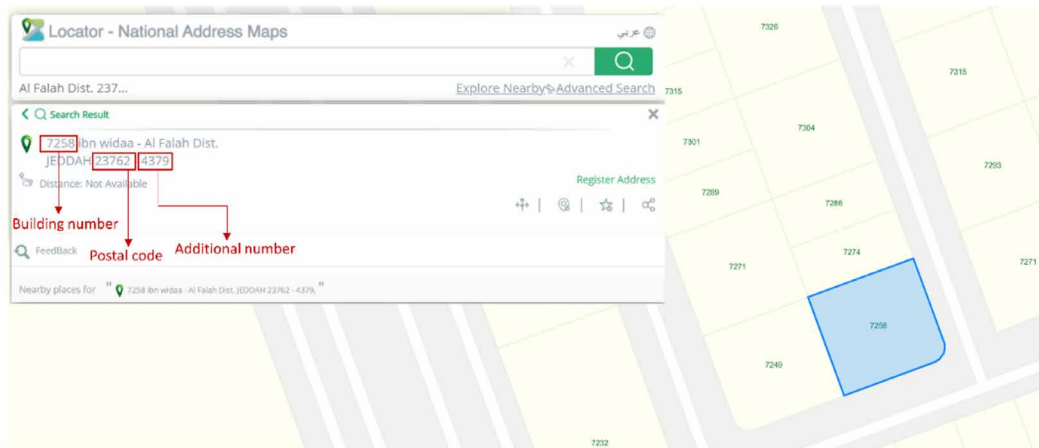 Locator - National Address Maps
عربي
Al Falah Dist. 237...
Explore Nearby Advanced Search
Search Result
7258 ibn widaa - Al Falah Dist.
JEDDAH 23762 - 4379
Distance: Not Available
Register Address
Building number
Postal code
Additional number
FeedBack
Nearby places for " 7258 ibn widaa - Al Falah Dist, JEDDAH 23762 - 4379, "
7326
7315
7315
7304
7301
7293
7289
7286
7274
7271
7271
7258
7249
7232